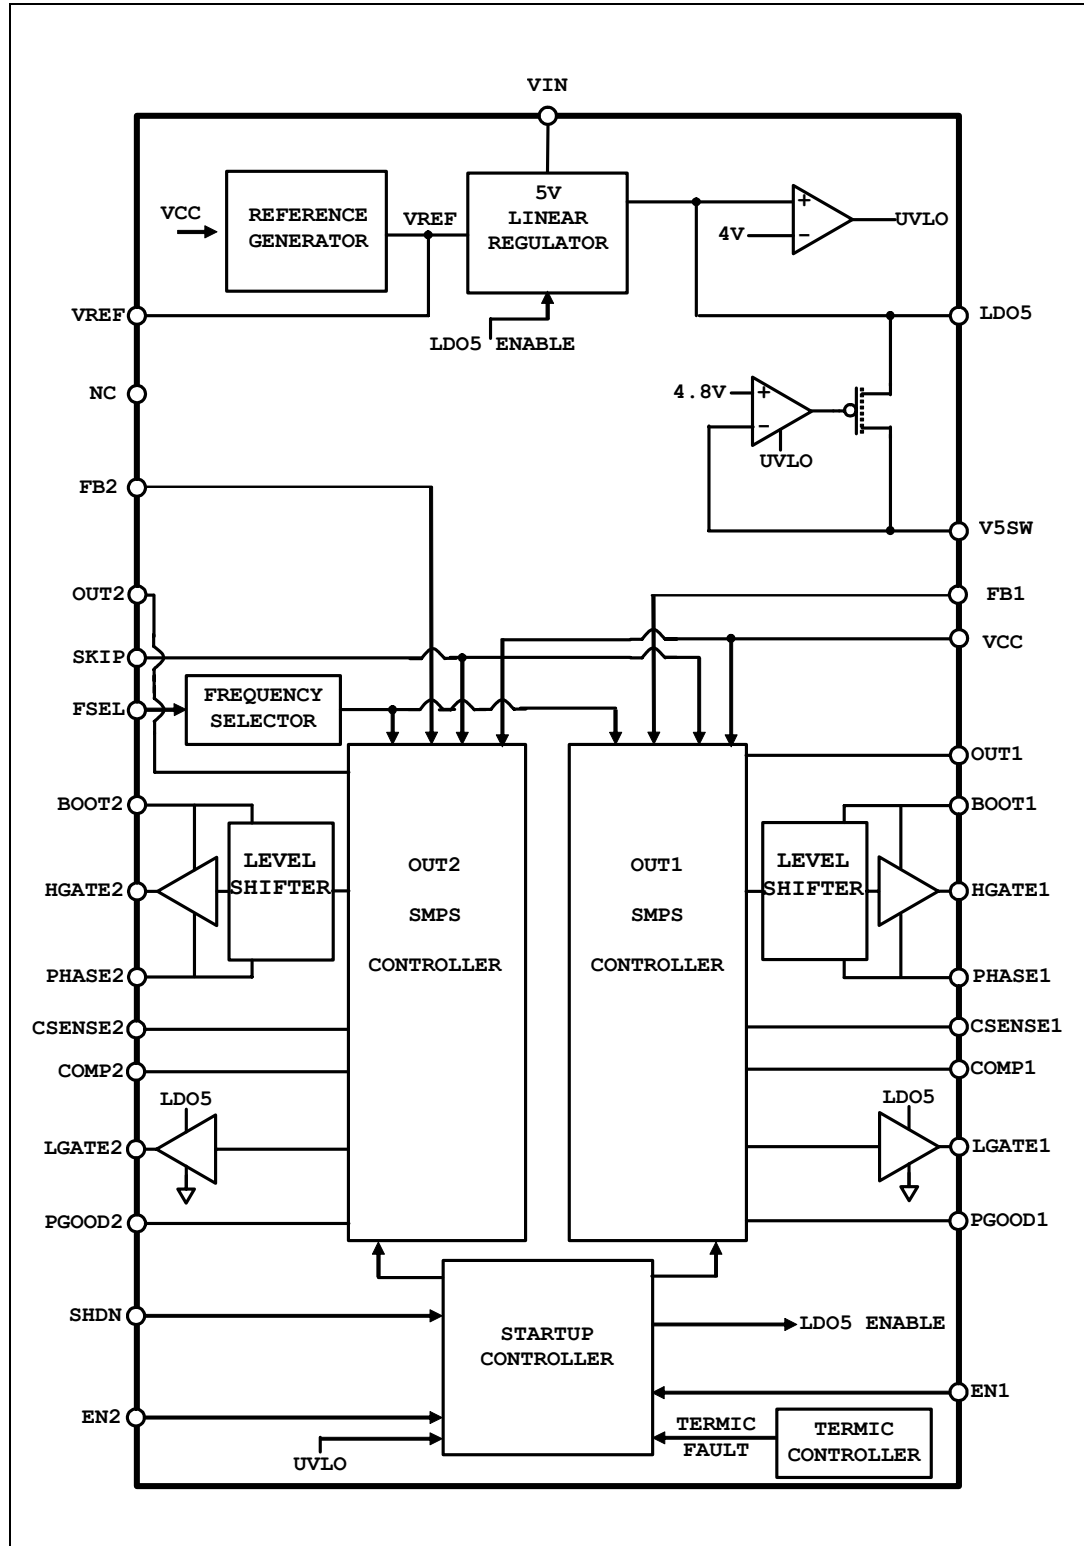 VIN
5V
LINEAR
REGULATOR
REFERENCE
GENERATOR
VCC
VREF
4V
+
-
UVLO
VREF
LDO5 ENABLE
LDO5
NC
4.8V
+
-
UVLO
FB2
V5SW
OUT2
FB1
SKIP
VCC
FSEL
FREQUENCY
SELECTOR
OUT1
BOOT2
BOOT1
LEVEL
SHIFTER
OUT2
SMPS
CONTROLLER
OUT1
SMPS
CONTROLLER
LEVEL
SHIFTER
HGATE2
HGATE1
PHASE2
PHASE1
CSENSE2
CSENSE1
COMP2
COMP1
LDO5
LDO5
LGATE2
LGATE1
PGOOD2
PGOOD1
SHDN
STARTUP
CONTROLLER
LDO5 ENABLE
EN2
EN1
UVLO
TERMIC
FAULT
TERMIC
CONTROLLER